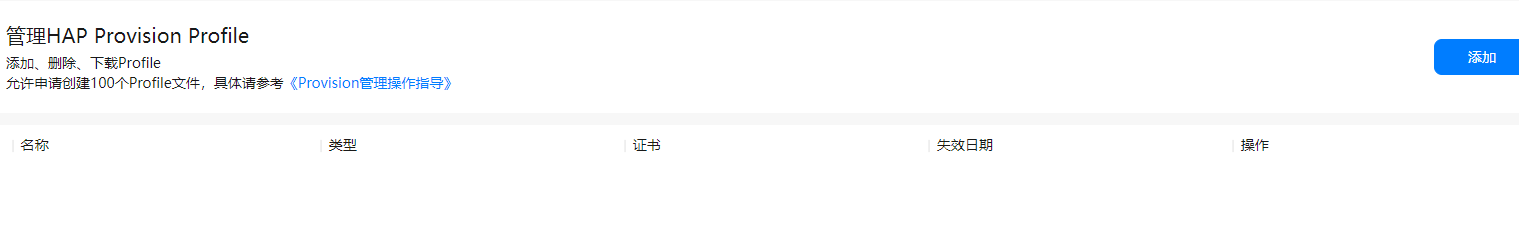 管理HAP Provision Profile
添加、删除、下载Profile
允许申请创建100个Profile文件，具体请参考《Provision管理操作指导》
添加
名称 类型 证书 失效日期 操作